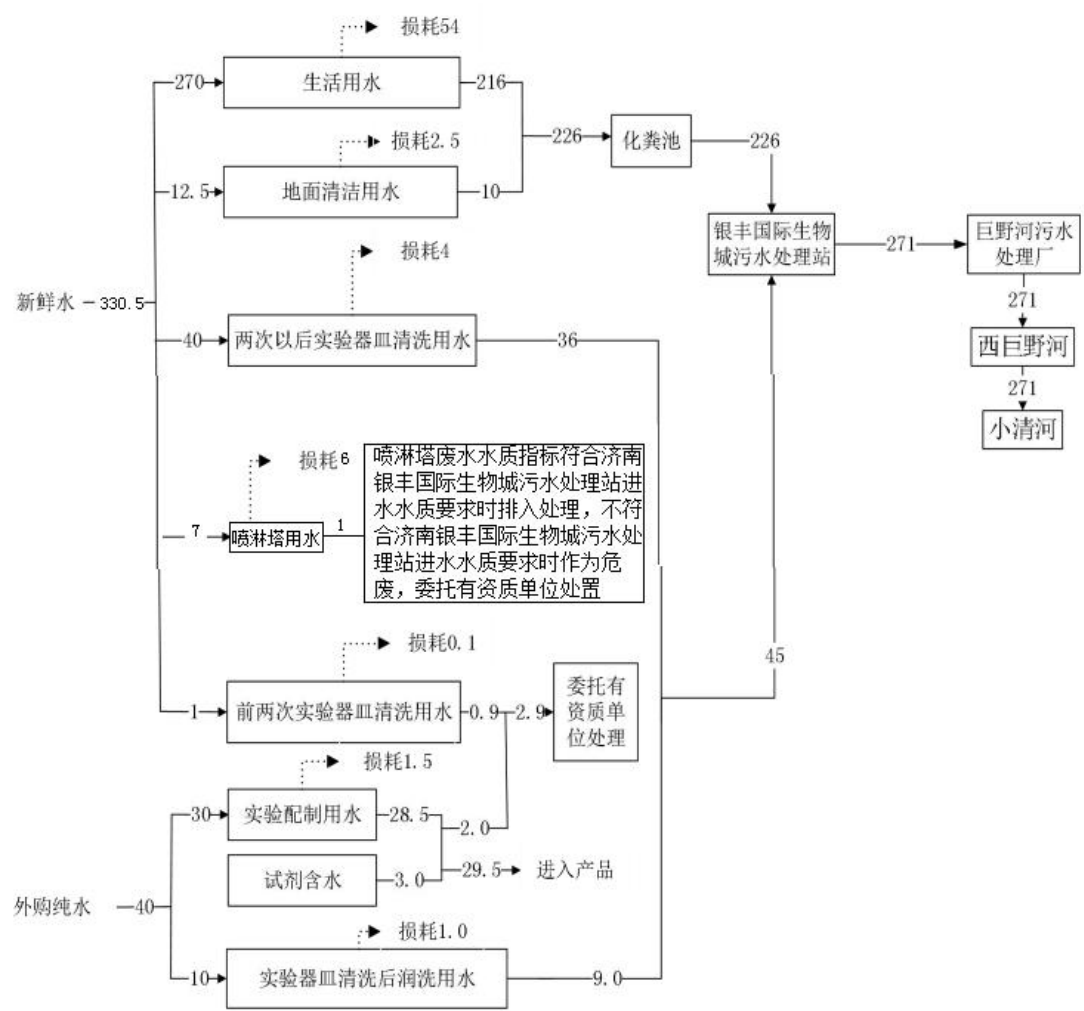 损耗54
270
生活用水
216
226
化粪池
226
损耗2.5
12.5
地面清洁用水
10
银丰国际生物
城污水处理站
271
巨野河污水
处理厂
271
西巨野河
271
小清河
新鲜水
330.5
损耗4
40
两次以后实验器皿清洗用水
36
损耗6
7
喷淋塔用水
1
喷淋塔废水水质指标符合济南
银丰国际生物城污水处理站进
水水质要求时排入处理，不符
合济南银丰国际生物城污水处
理站进水水质要求时作为危
废，委托有资质单位处置
45
损耗0.1
1
前两次实验器皿清洗用水
0.9
2.9
委托有
资质单
位处理
损耗1.5
30
实验配制用水
28.5
2.0
试剂含水
3.0
29.5
进入产品
外购纯水
40
损耗1.0
10
实验器皿清洗后润洗用水
9.0